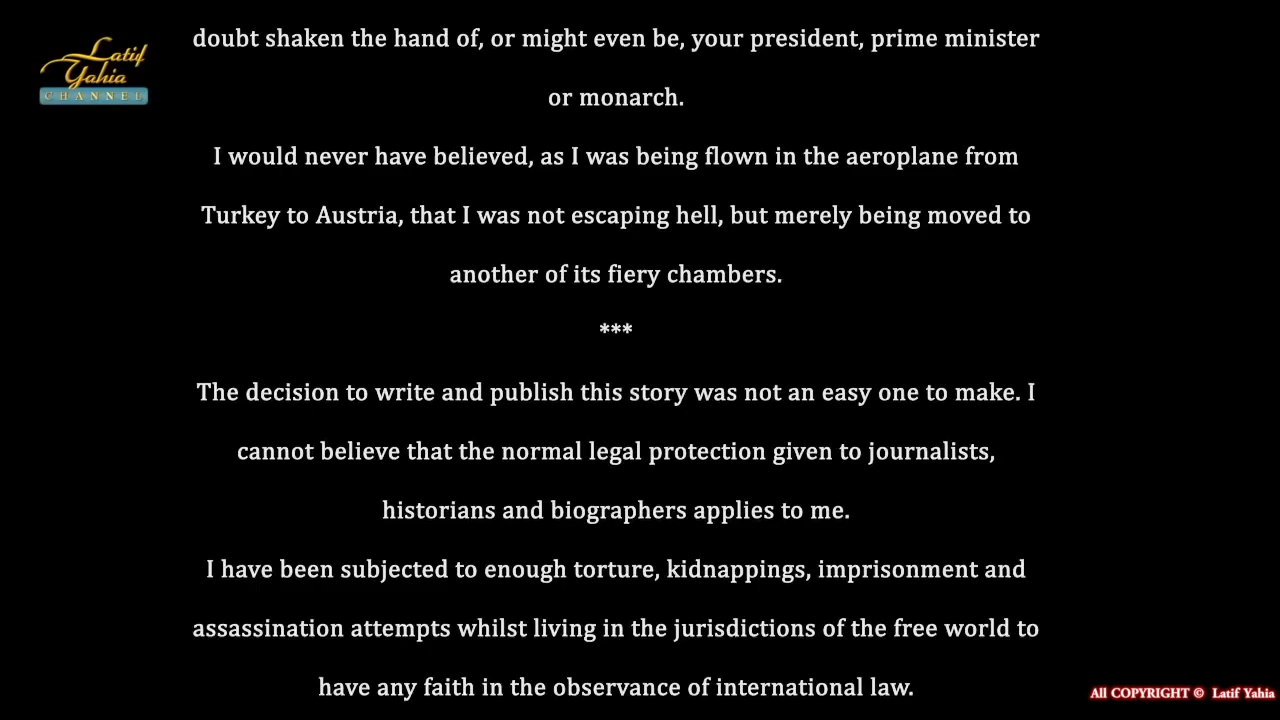 Latif
Yahia
CHANNEL
doubt shaken the hand of, or might even be, your president, prime minister
or monarch.
I would never have believed, as I was being flown in the aeroplane from
Turkey to Austria, that I was not escaping hell, but merely being moved to
another of its fiery chambers.
***
The decision to write and publish this story was not an easy one to make. I
cannot believe that the normal legal protection given to journalists,
historians and biographers applies to me.
I have been subjected to enough torture, kidnappings, imprisonment and
assassination attempts whilst living in the jurisdictions of the free world to
have any faith in the observance of international law.
All COPYRIGHT © Latif Yahia